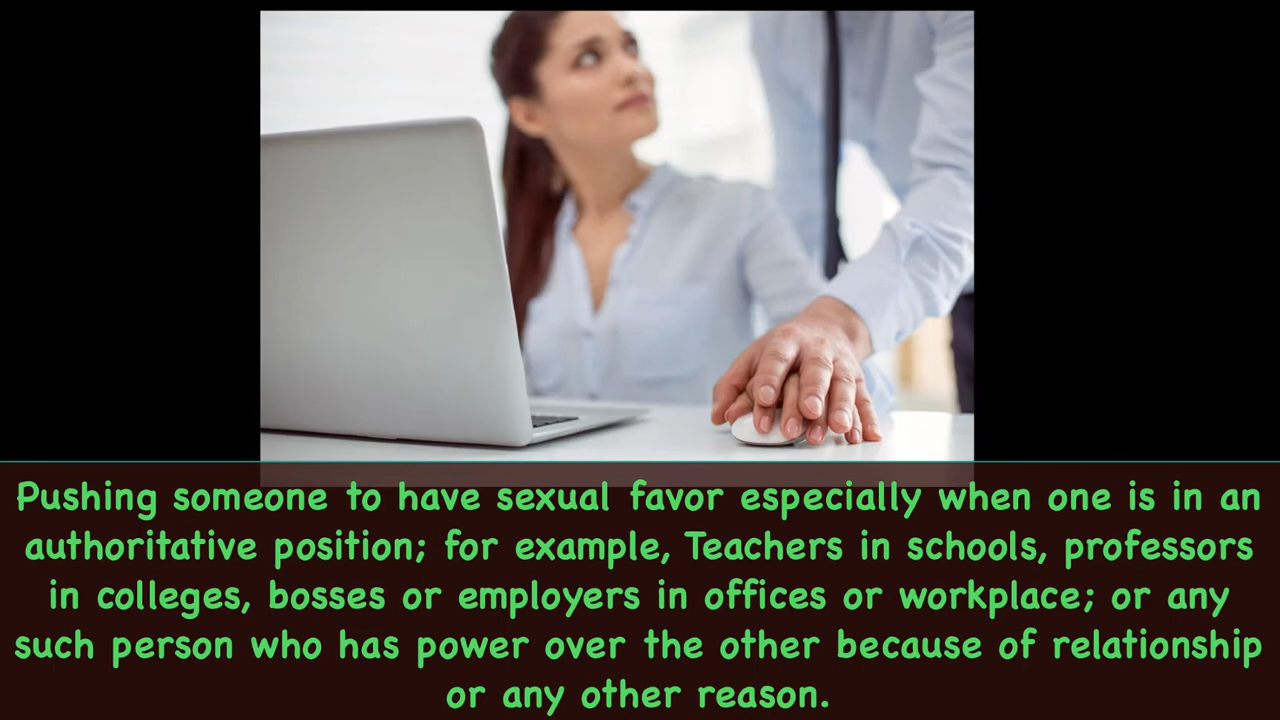 Pushing someone to have sexual favor especially when one is in an
authoritative position; for example, Teachers in schools, professors
in colleges, bosses or employers in offices or workplace; or any
such person who has power over the other because of relationship
or any other reason.